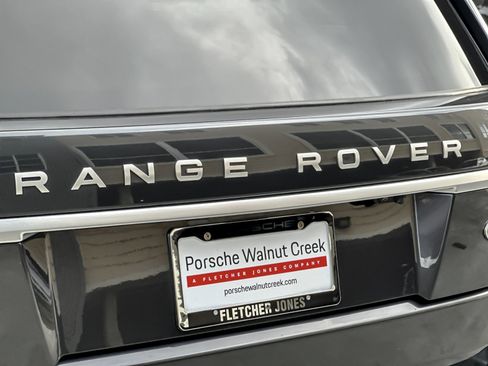 RANGE ROVER
Porsche Walnut Creek
A FLETCHER JONES COMPANY
porschewalnutcreek.com
FLETCHER JONES